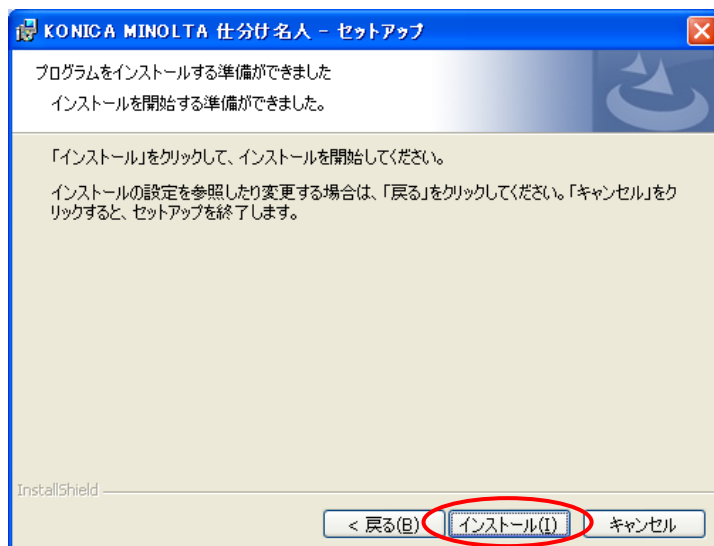 KONICA MINOLTA 仕分け名人 - セットアップ
プログラムをインストールする準備ができました
インストールを開始する準備ができました。
「インストール」をクリックして、インストールを開始してください。
インストールの設定を参照したり変更する場合は、「戻る」をクリックしてください。「キャンセル」をク
リックすると、セットアップを終了します。
InstallShield
< 戻る(B) インストール(I) キャンセル